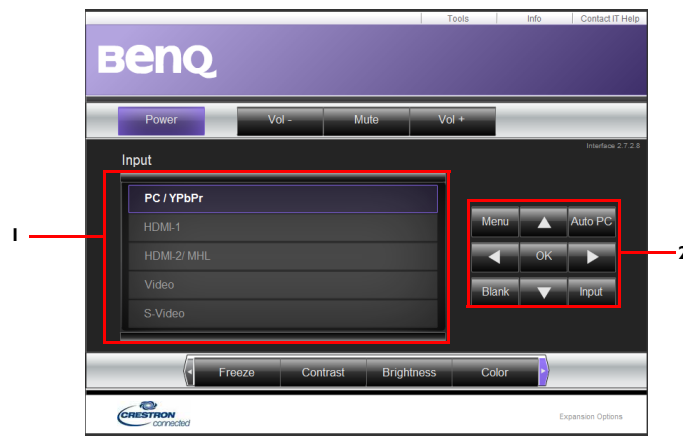 Tools Info Contact IT Help
BenQ
Power Vol - Mute Vol +
Interface 2.7.2.8
Input
PC / YPbPr
HDMI-1
HDMI-2/ MHL
Video
S-Video
1
Menu Auto PC
OK
Blank Input
2
Freeze Contrast Brightness Color
CRESTRON
connected
Expansion Options